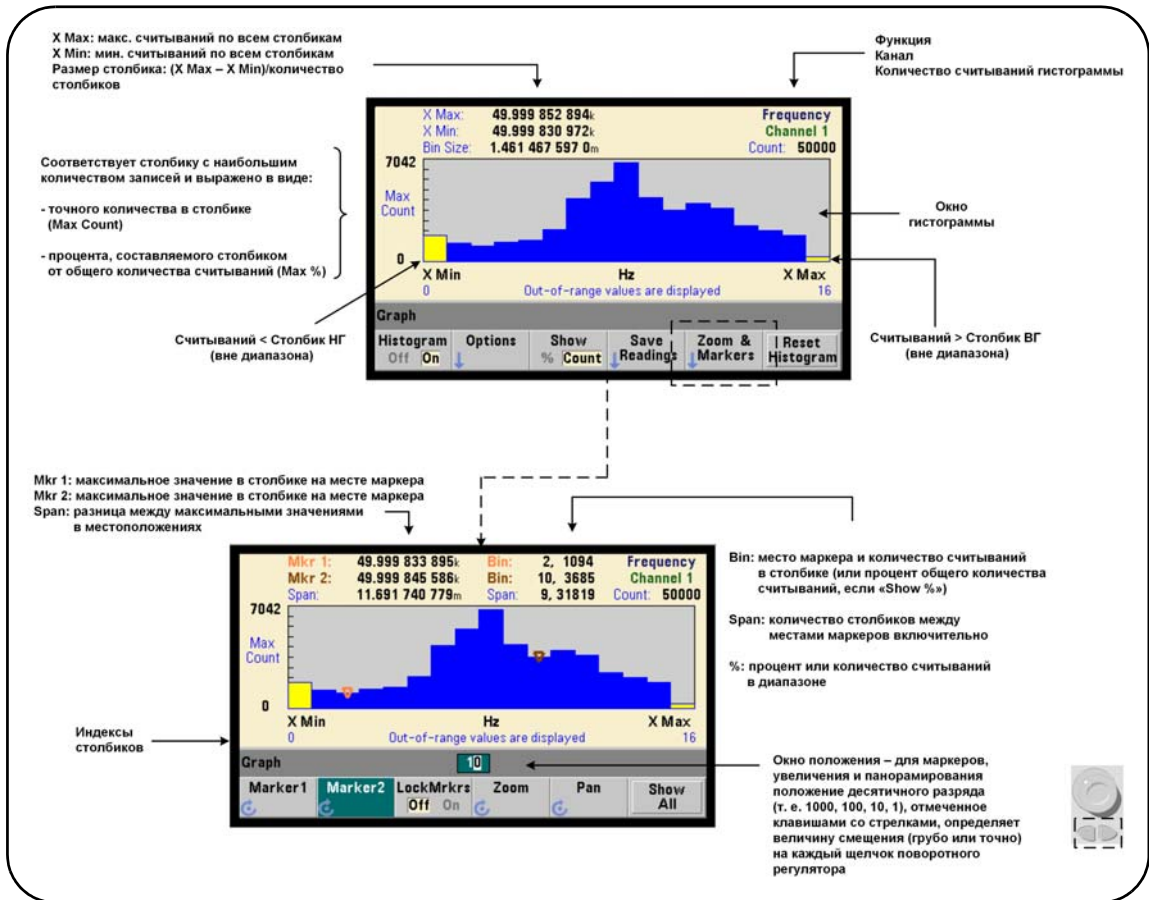 X Max: макс. считываний по всем столбикам
X Min: мин. считываний по всем столбикам
Размер столбика: (X Max – X Min)/количество
столбиков
Функция
Канал
Количество считываний гистограммы
X Max: 49.999 852 894k
X Min: 49.999 830 972k
Bin Size: 1.461 467 597 0m
Frequency
Channel 1
Count: 50000
7042
Max
Count
0
X Min
Hz
X Max
0
Out-of-range values are displayed
16
Graph
Histogram
Off On
Options
Show
% Count
Save
Readings
Zoom &
Markers
Reset
Histogram
Соответствует столбику с наибольшим
количеством записей и выражено в виде:
- точного количества в столбике
(Max Count)
- процента, составляемого столбиком
от общего количества считываний (Max %)
Окно
гистограммы
Считываний < Столбик НГ
(вне диапазона)
Считываний > Столбик ВГ
(вне диапазона)
Mkr 1: максимальное значение в столбике на месте маркера
Mkr 2: максимальное значение в столбике на месте маркера
Span: разница между максимальными значениями
в местоположениях
Mkr 1: 49.999 833 895k Bin: 2, 1094 Frequency
Mkr 2: 49.999 845 586k Bin: 10, 3685 Channel 1
Span: 11.691 740 779m Span: 9, 31819 Count: 50000
7042
Max
Count
0
X Min
Hz
X Max
0
Out-of-range values are displayed
16
Graph
10
Marker1
Marker2
LockMrkrs
Off On
Zoom
Pan
Show
All
Bin: место маркера и количество считываний
в столбике (или процент общего количества
считываний, если «Show %»)
Span: количество столбиков между
местами маркеров включительно
%: процент или количество считываний
в диапазоне
Индексы
столбиков
Окно положения – для маркеров,
увеличения и панорамирования
положение десятичного разряда
(т. е. 1000, 100, 10, 1), отмеченное
клавишами со стрелками, определяет
величину смещения (грубо или точно)
на каждый щелчок поворотного
регулятора